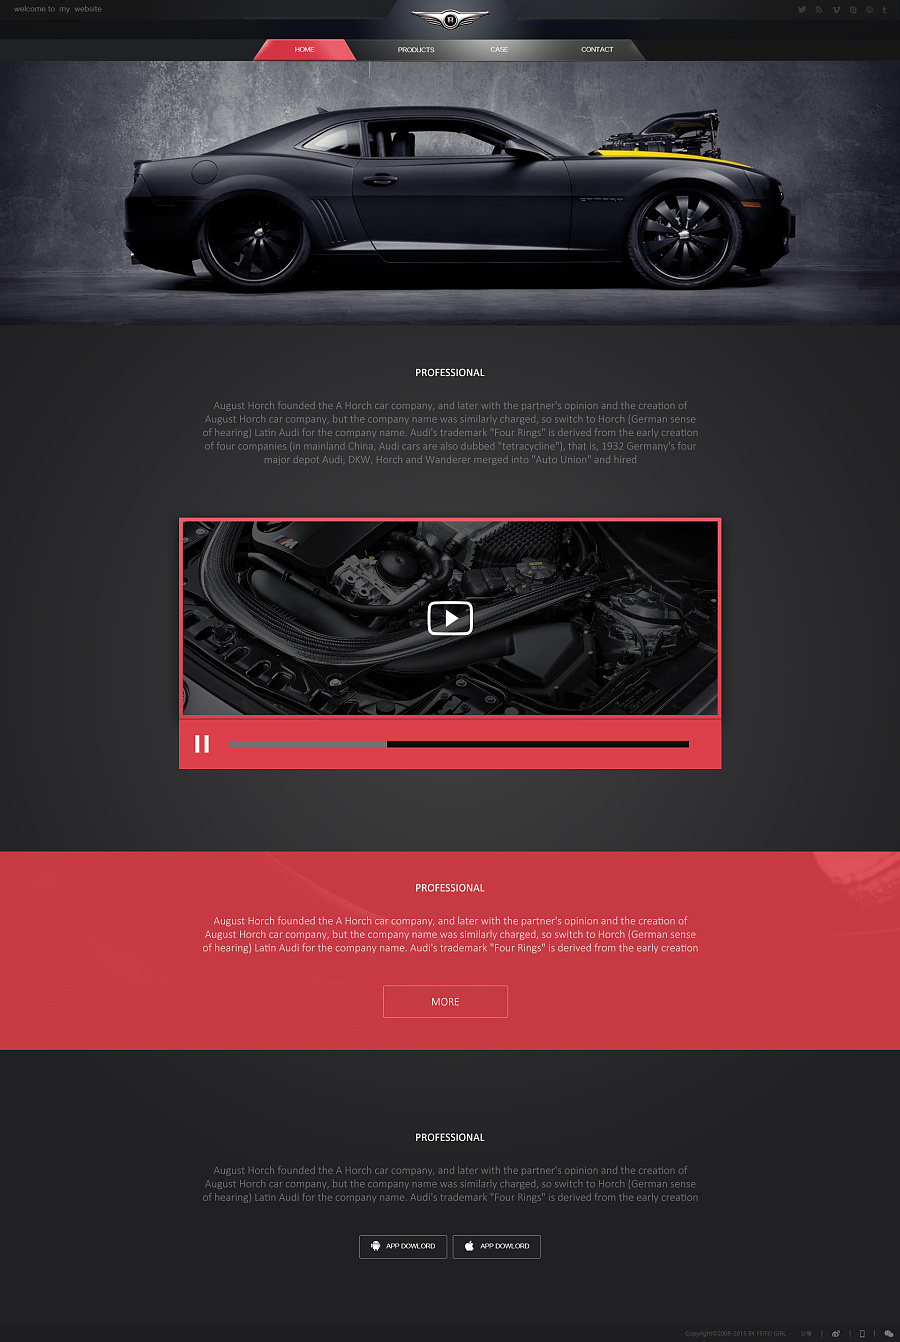 welcome to my website
HOME
PRODUCTS
CASE
CONTACT
PROFESSIONAL
August Horch founded the A Horch car company, and later with the partner's opinion and the creation of
August Horch car company, but the company name was similarly charged, so switch to Horch (German sense
of hearing) Latin Audi for the company name. Audi's trademark "Four Rings" is derived from the early creation
of four companies (in mainland China, Audi cars are also dubbed "tetracycline"), that is, 1932 Germany's four
major depot Audi, DKW, Horch and Wanderer merged into "Auto Union" and hired
PROFESSIONAL
August Horch founded the A Horch car company, and later with the partner's opinion and the creation of
August Horch car company, but the company name was similarly charged, so switch to Horch (German sense
of hearing) Latin Audi for the company name. Audi's trademark "Four Rings" is derived from the early creation
MORE
PROFESSIONAL
August Horch founded the A Horch car company, and later with the partner's opinion and the creation of
August Horch car company, but the company name was similarly charged, so switch to Horch (German sense
of hearing) Latin Audi for the company name. Audi's trademark "Four Rings" is derived from the early creation
APP DOWLORD
APP DOWLORD
Copyright©2008-2015 BY FEIFEI GIRL 分享